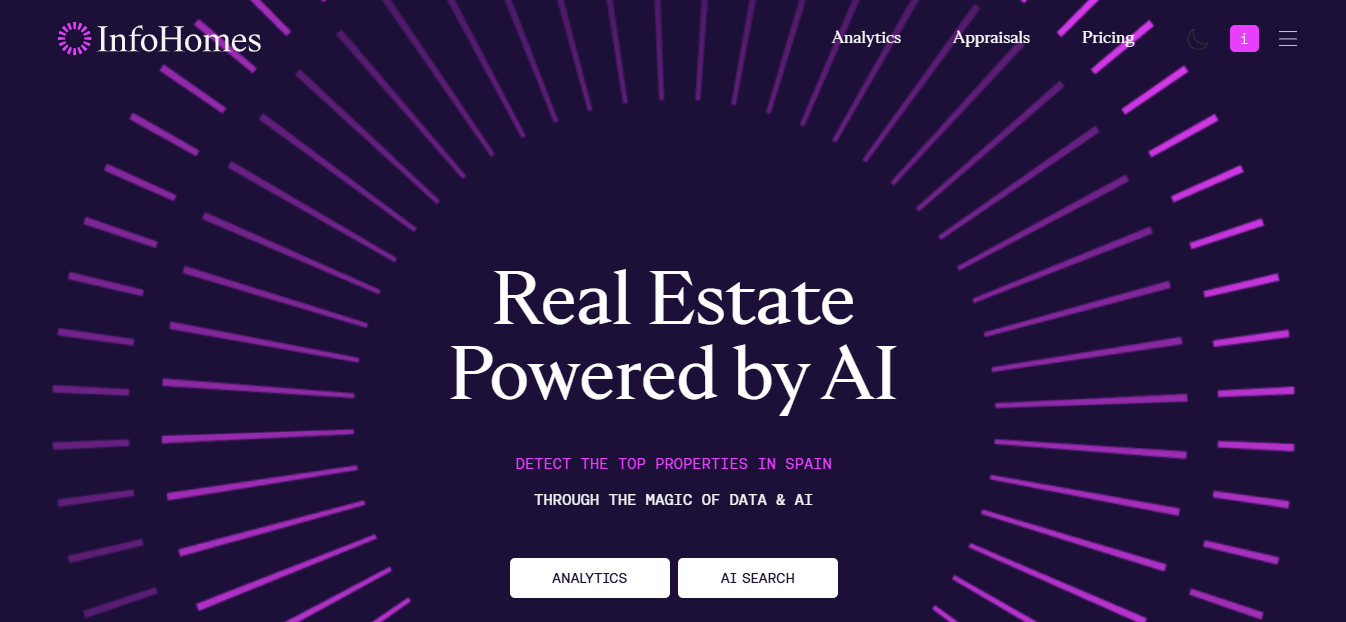 InfoHomes
Analytics
Appraisals
Pricing
i
Real Estate
Powered by AI
DETECT THE TOP PROPERTIES IN SPAIN
THROUGH THE MAGIC OF DATA & AI
ANALYTICS
AI SEARCH